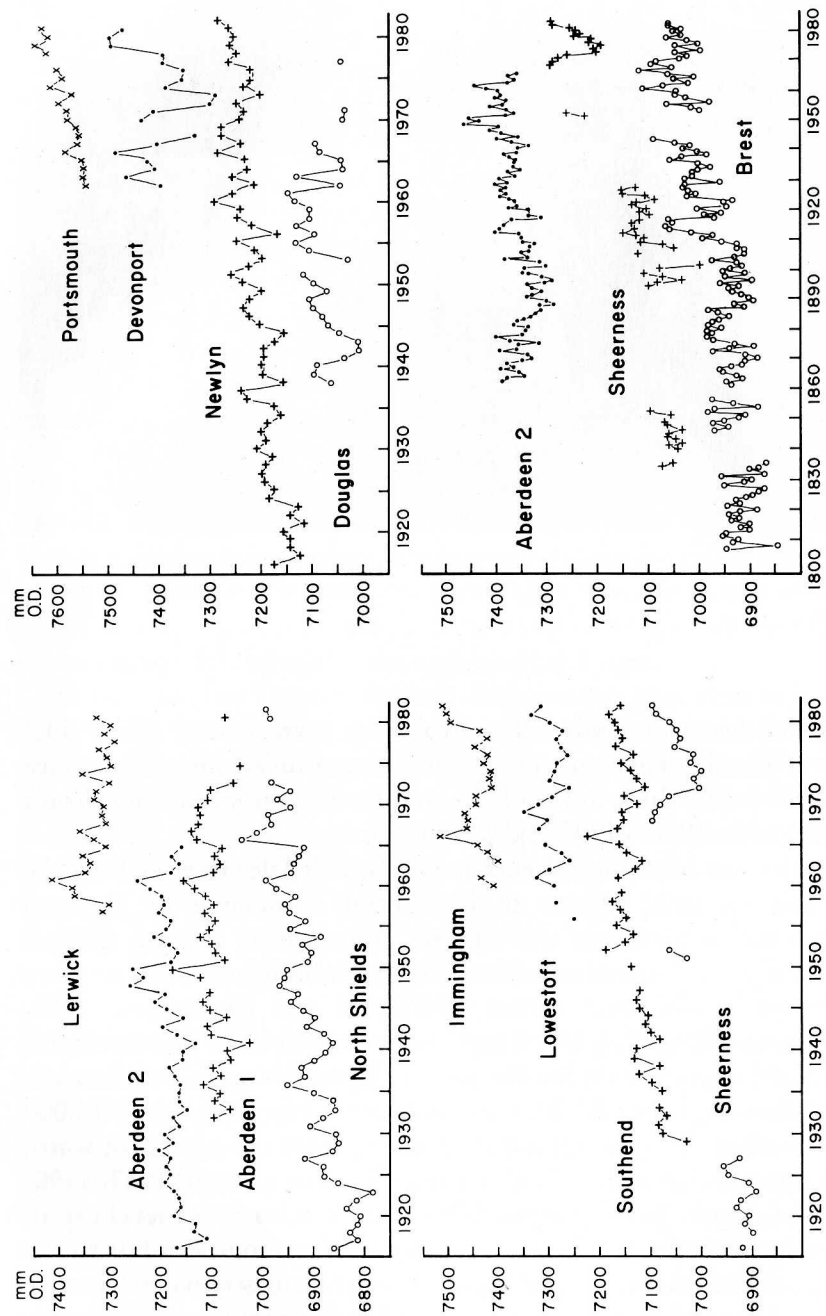 mm
O.D.
7400
7300
7200
7100
7000
6900
6800
1920
1930
1940
1950
1960
1970
1980
Lerwick
Aberdeen 2
Aberdeen 1
North Shields
mm
O.D.
7600
7500
7400
7300
7200
7100
7000
1920
1930
1940
1950
1960
1970
1980
Portsmouth
Devonport
Newlyn
Douglas
7500
7400
7300
7200
7100
7000
6900
1920
1930
1940
1950
1960
1970
1980
Immingham
Lowestoft
Southend
Sheerness
7500
7400
7300
7200
7100
7000
6900
1800
1830
1860
1890
1920
1950
1980
Aberdeen 2
Sheerness
Brest